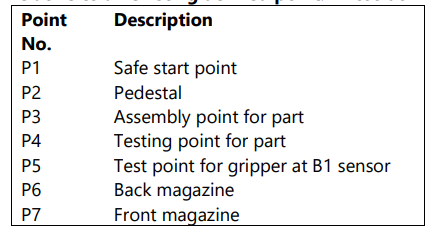 Point Description
No.
P1 Safe start point
P2 Pedestal
P3 Assembly point for part
P4 Testing point for part
P5 Test point for gripper at B1 sensor
P6 Back magazine
P7 Front magazine